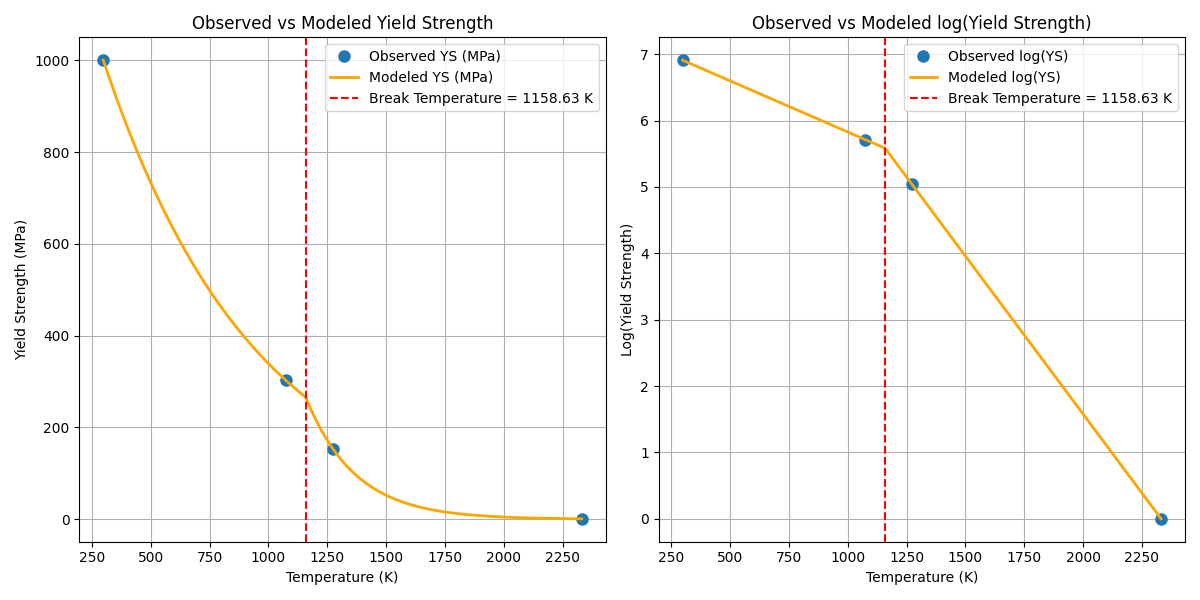 Observed vs Modeled Yield Strength
Yield Strength (MPa)
1000
800
600
400
200
0
Observed YS (MPa)
Modeled YS (MPa)
Break Temperature = 1158.63 K
250 500 750 1000 1250 1500 1750 2000 2250
Temperature (K)
Observed vs Modeled log(Yield Strength)
Log(Yield Strength)
7
6
5
4
3
2
1
0
Observed log(YS)
Modeled log(YS)
Break Temperature = 1158.63 K
250 500 750 1000 1250 1500 1750 2000 2250
Temperature (K)